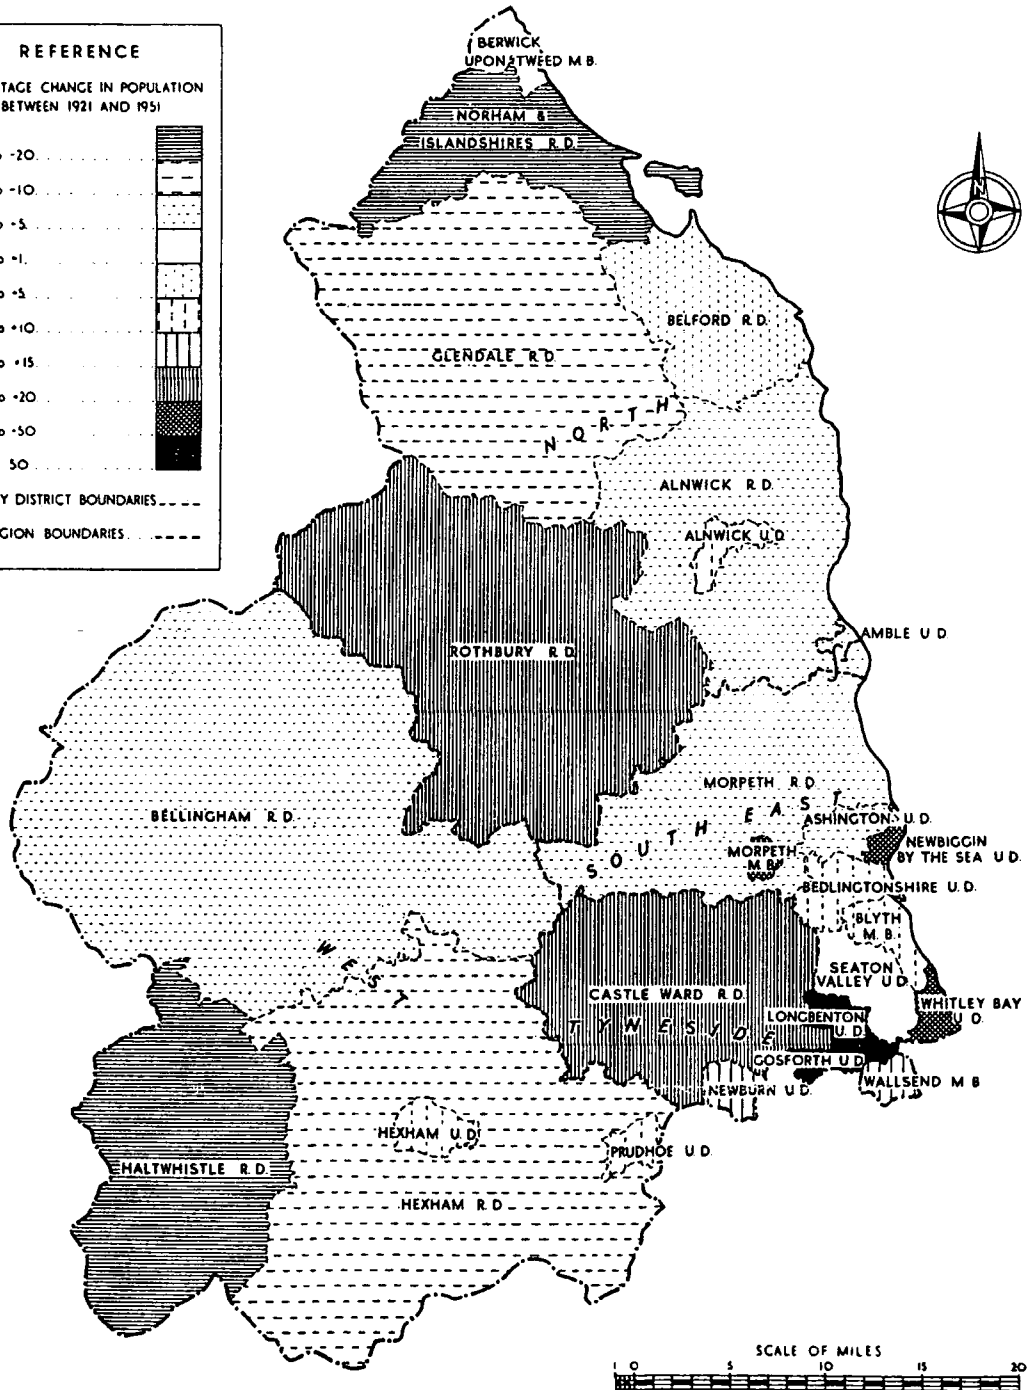 REFERENCE
TAGE CHANGE IN POPULATION
BETWEEN 1921 AND 1951
-20
-10
-5
-1
+5
+10
+15
+20
+50
50
Y DISTRICT BOUNDARIES
GION BOUNDARIES
BERWICK
UPON TWEED M.B.
NORHAM &
ISLANDSHIRES R.D.
N
BELFORD R.D.
GLENDALE R.D.
NORTH
ALNWICK R.D.
ALNWICK U.D.
AMBLE U.D.
ROTHBURY R.D.
MORPETH R.D.
BELLINGHAM R.D.
SOUTH EAST
ASHINGTON U.D.
NEWBIGGIN
BY THE SEA U.D.
MORPETH
M.B.
BEDLINGTONSHIRE U.D.
BLYTH
M.B.
WEST
SEATON
VALLEY U.D.
CASTLE WARD R.D.
WHITLEY BAY
U.D.
LONGBENTON
U.D.
TYNESIDE
GOSFORTH U.D.
WALLSEND M.B.
NEWBURN U.D.
HEXHAM U.D.
PRUDHOE U.D.
HALTWHISTLE R.D.
HEXHAM R.D.
SCALE OF MILES
1 0 5 10 15 20